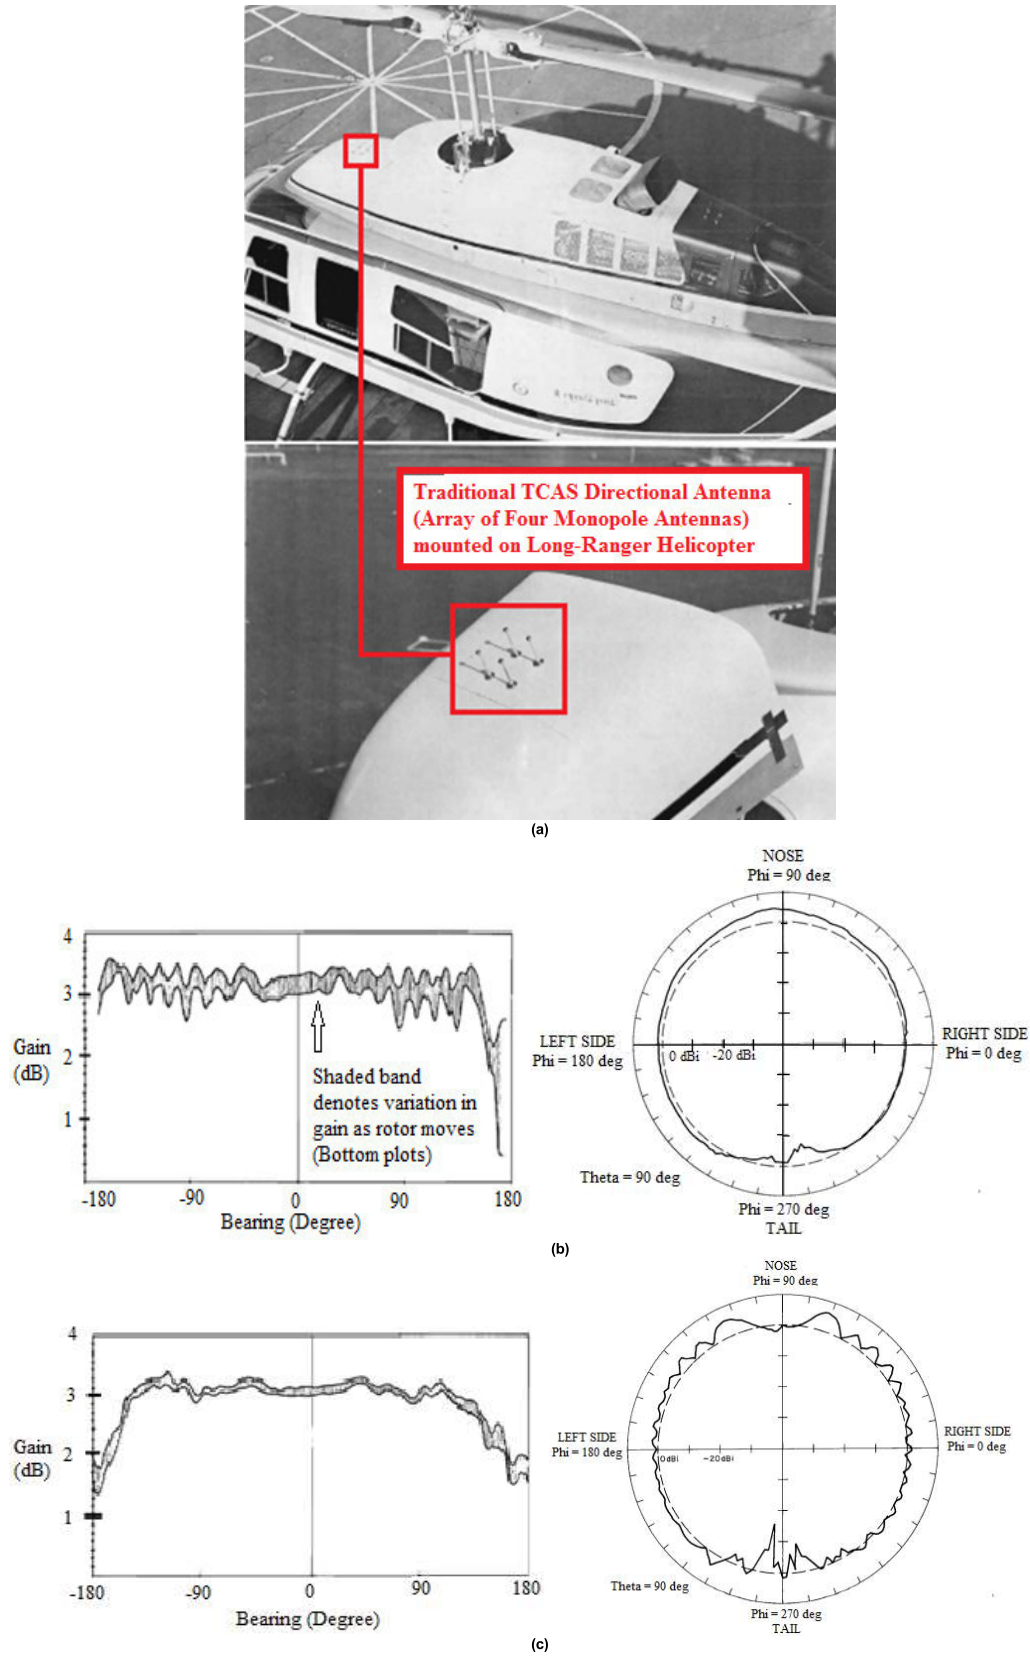 Traditional TCAS Directional Antenna
(Array of Four Monopole Antennas)
mounted on Long-Ranger Helicopter
(a)
4
3
2
1
Gain
(dB)
Shaded band
denotes variation in
gain as rotor moves
(Bottom plots)
-180
-90
0
90
180
Bearing (Degree)
NOSE
Phi = 90 deg
LEFT SIDE
Phi = 180 deg
0 dBi
-20 dBi
RIGHT SIDE
Phi = 0 deg
Theta = 90 deg
Phi = 270 deg
TAIL
(b)
4
3
2
1
Gain
(dB)
-180
-90
0
90
180
Bearing (Degree)
NOSE
Phi = 90 deg
LEFT SIDE
Phi = 180 deg
0dBi
-20dBi
RIGHT SIDE
Phi = 0 deg
Theta = 90 deg
Phi = 270 deg
TAIL
(c)